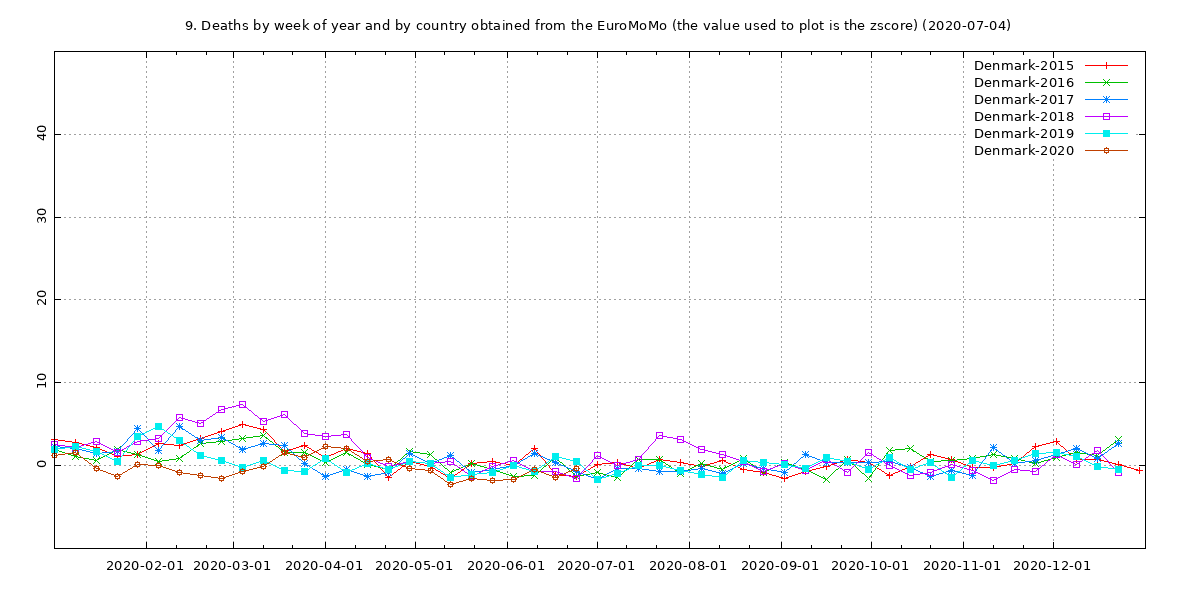 9. Deaths by week of year and by country obtained from the EuroMoMo (the value used to plot is the zscore) (2020-07-04)
Denmark-2015
Denmark-2016
Denmark-2017
Denmark-2018
Denmark-2019
Denmark-2020
40
30
20
10
0
2020-02-01 2020-03-01 2020-04-01 2020-05-01 2020-06-01 2020-07-01 2020-08-01 2020-09-01 2020-10-01 2020-11-01 2020-12-01